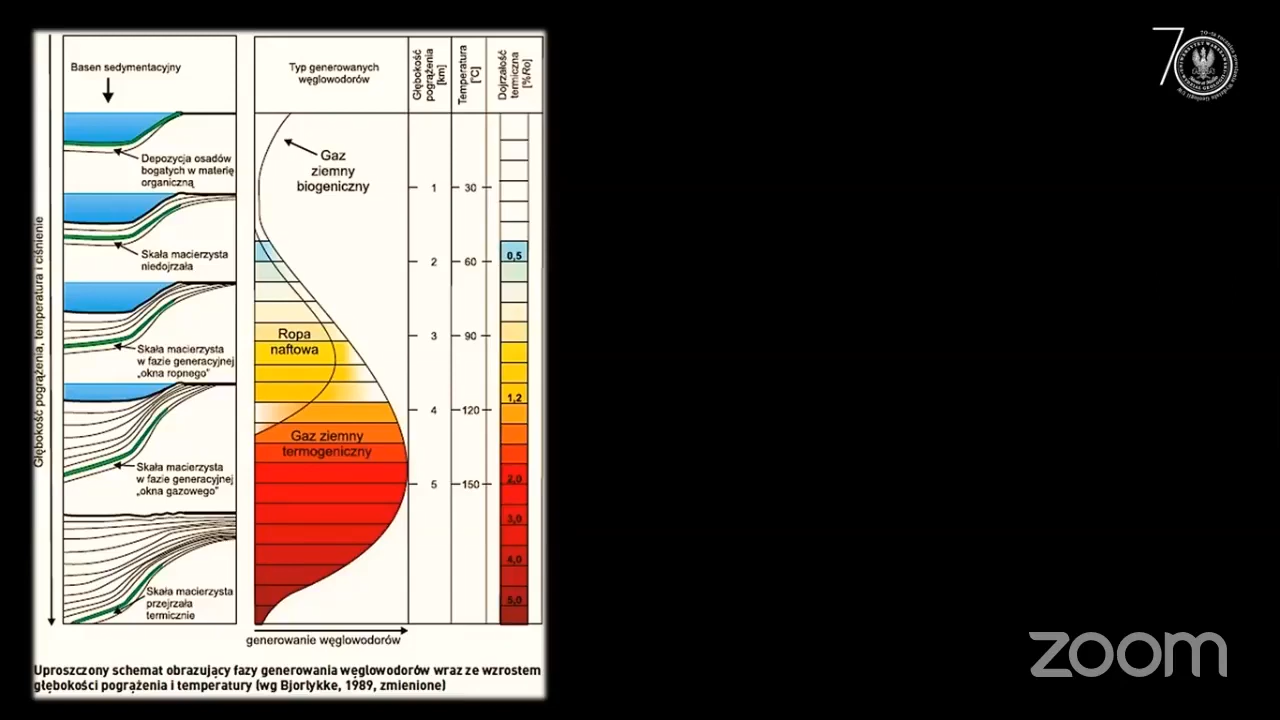 Basen sedymentacyjny
Depozycja osadów
bogatych w materię
organiczną
Skała macierzysta
niedojrzała
Skała macierzysta
w fazie generacyjnej
„okna ropnego”
Skała macierzysta
w fazie generacyjnej
„okna gazowego”
Skała macierzysta
przejrzała
termicznie
Głębokość pogrążenia, temperatura i ciśnienie
Typ generowanych
węglowodorów
Gaz
ziemny
biogeniczny
Ropa
naftowa
Gaz ziemny
termogeniczny
generowanie węglowodorów
Głębokość
pogrążenia
[km]
1
2
3
4
5
Temperatura
[°C]
30
60
90
120
150
Dojrzałość
termiczna
[%Ro]
0,5
1,2
2,0
3,0
4,0
5,0
Uproszczony schemat obrazujący fazy generowania węglowodorów wraz ze wzrostem
głębokości pogrążenia i temperatury (wg Bjorlykke, 1989, zmienione)
70
zoom